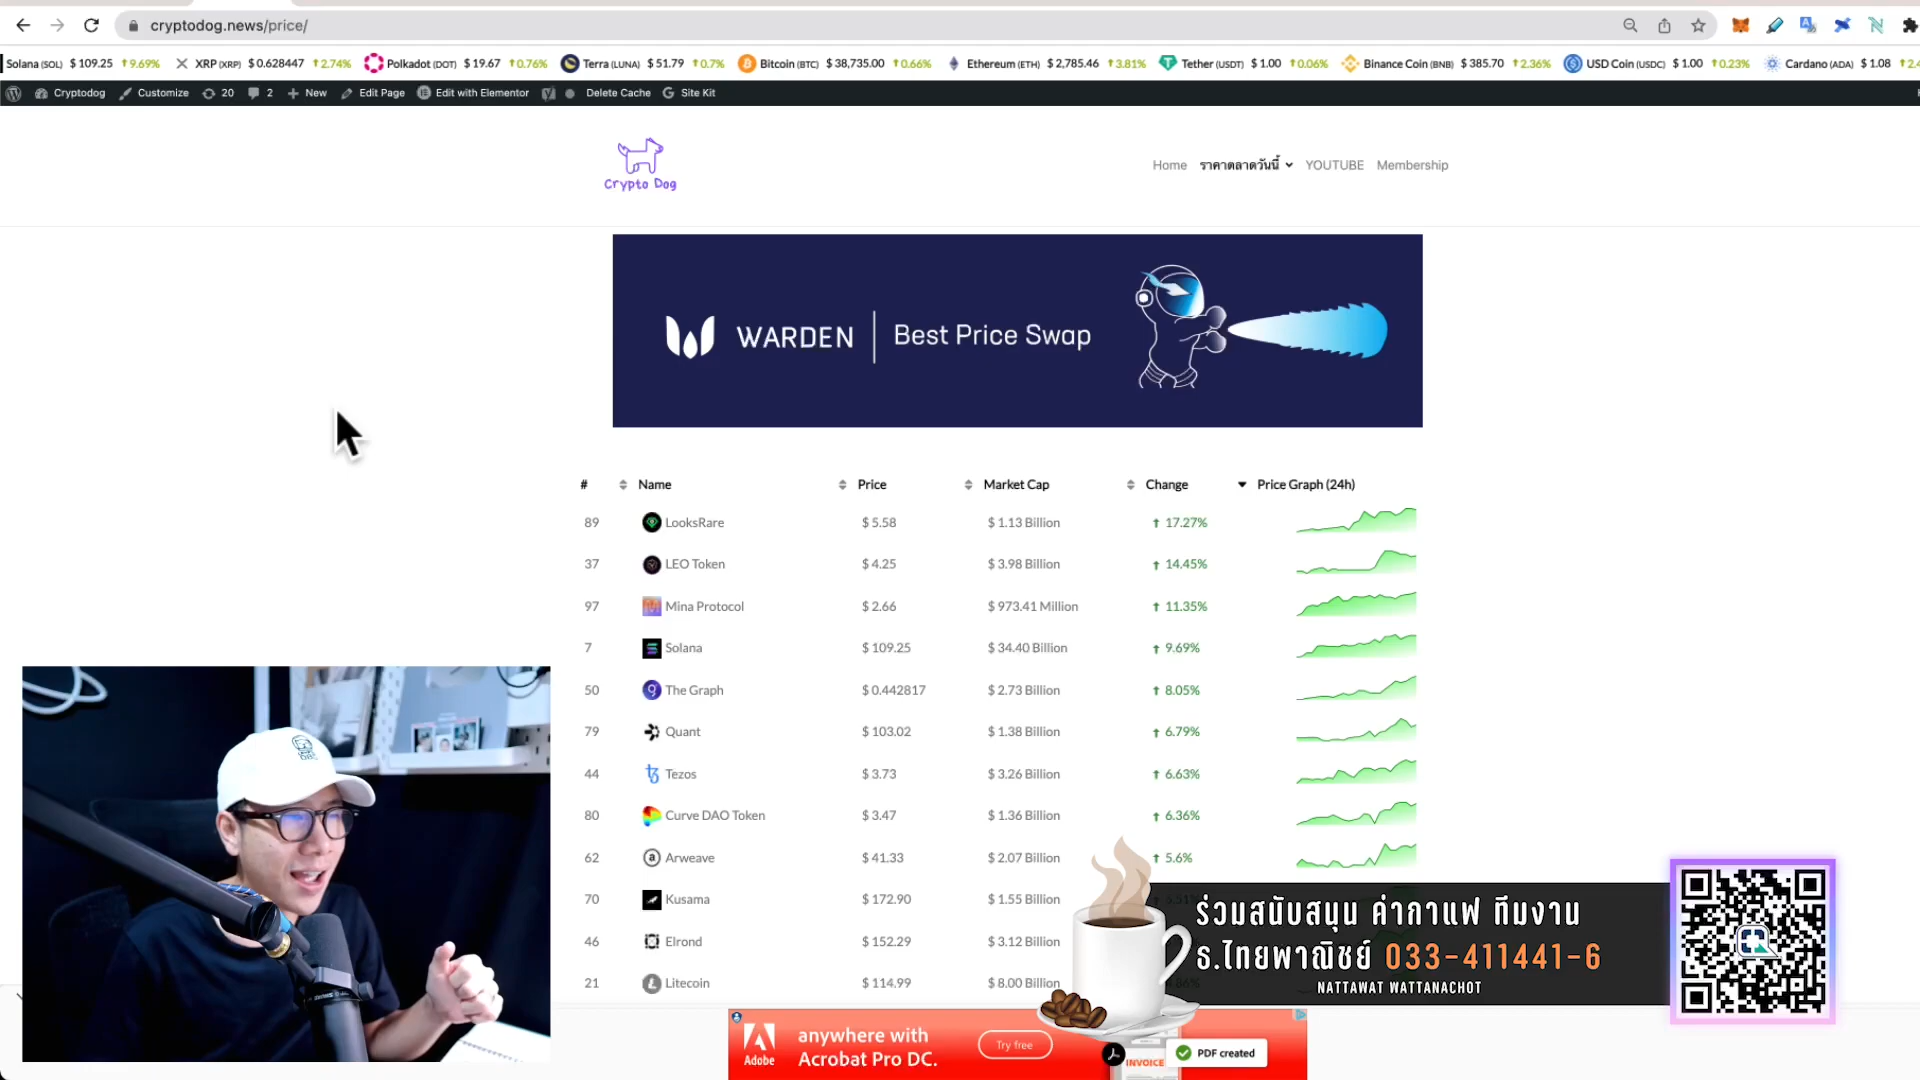 cryptodog.news/price/
Solana (SOL) $ 109.25 ↑9.69% XRP (XRP) $ 0.628447 ↑2.74% Polkadot (DOT) $ 19.67 ↑0.76% Terra (LUNA) $ 51.79 ↑0.7% Bitcoin (BTC) $ 38,735.00 ↑0.66% Ethereum (ETH) $ 2,785.46 ↑3.81% Tether (USDT) $ 1.00 ↑0.06% Binance Coin (BNB) $ 385.70 ↑2.36% USD Coin (USDC) $ 1.00 ↑0.23% Cardano (ADA) $ 1.08
Cryptodog Customize 20 2 New Edit Page Edit with Elementor Delete Cache Site Kit
Crypto Dog
Home ราคาตลาดวันนี้ YOUTUBE Membership
WARDEN | Best Price Swap
# Name Price Market Cap Change Price Graph (24h)
89 LooksRare $ 5.58 $ 1.13 Billion ↑ 17.27%
37 LEO Token $ 4.25 $ 3.98 Billion ↑ 14.45%
97 Mina Protocol $ 2.66 $ 973.41 Million ↑ 11.35%
7 Solana $ 109.25 $ 34.40 Billion ↑ 9.69%
50 The Graph $ 0.442817 $ 2.73 Billion ↑ 8.05%
79 Quant $ 103.02 $ 1.38 Billion ↑ 6.79%
44 Tezos $ 3.73 $ 3.26 Billion ↑ 6.63%
80 Curve DAO Token $ 3.47 $ 1.36 Billion ↑ 6.36%
62 Arweave $ 41.33 $ 2.07 Billion ↑ 5.6%
70 Kusama $ 172.90 $ 1.55 Billion
46 Elrond $ 152.29 $ 3.12 Billion
21 Litecoin $ 114.99 $ 8.00 Billion
ร่วมสนับสนุน ค่ากาแฟ ทีมงาน
ธ.ไทยพาณิชย์ 033-411441-6
NATTAWAT WATTANACHOT
Adobe
anywhere with
Acrobat Pro DC.
Try free
PDF created
INVOICE